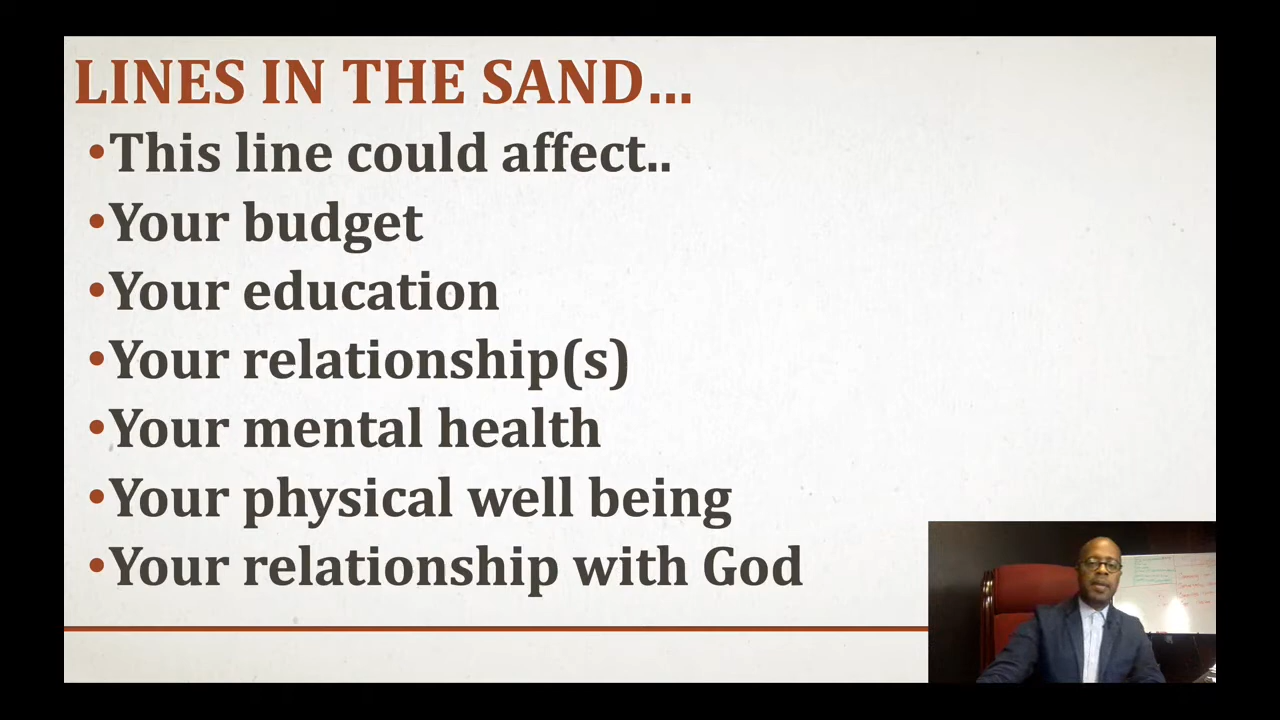 LINES IN THE SAND...
•This line could affect..
•Your budget
•Your education
•Your relationship(s)
•Your mental health
•Your physical well being
•Your relationship with God